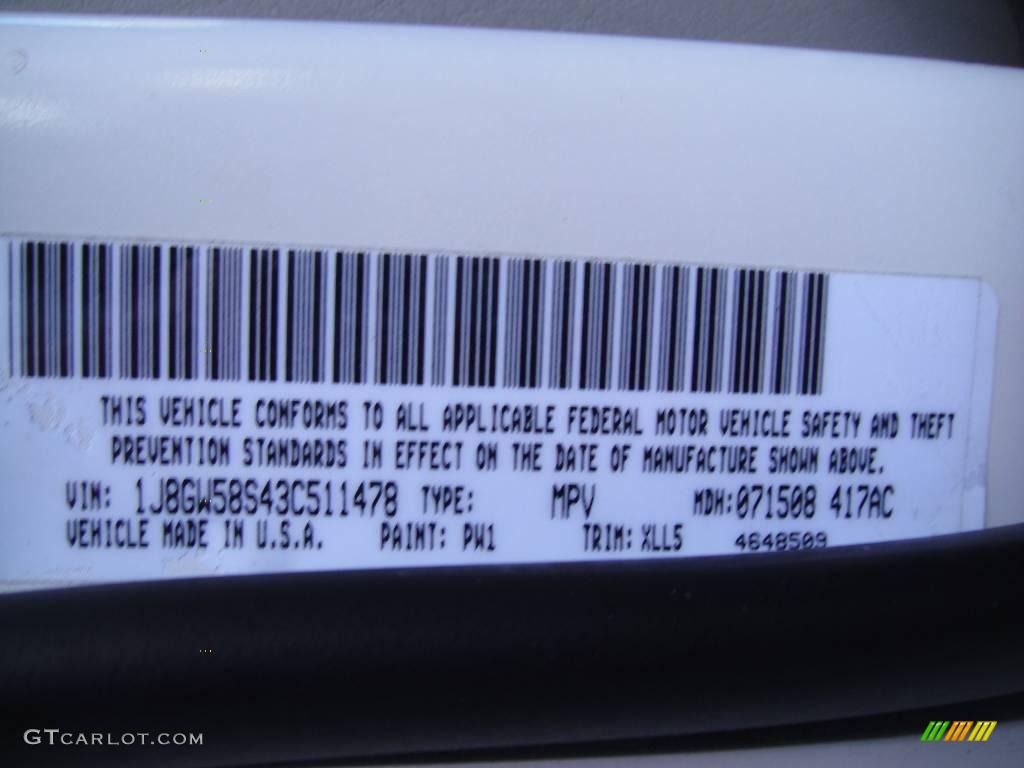 THIS VEHICLE CONFORMS TO ALL APPLICABLE FEDERAL MOTOR VEHICLE SAFETY AND THEFT
PREVENTION STANDARDS IN EFFECT ON THE DATE OF MANUFACTURE SHOWN ABOVE.
VIN: 1J8GW58S43C511478 TYPE: MPV MDH:071508 417AC
VEHICLE MADE IN U.S.A. PAINT: PW1 TRIM: XLL5 4648509
GTCARLOT.COM